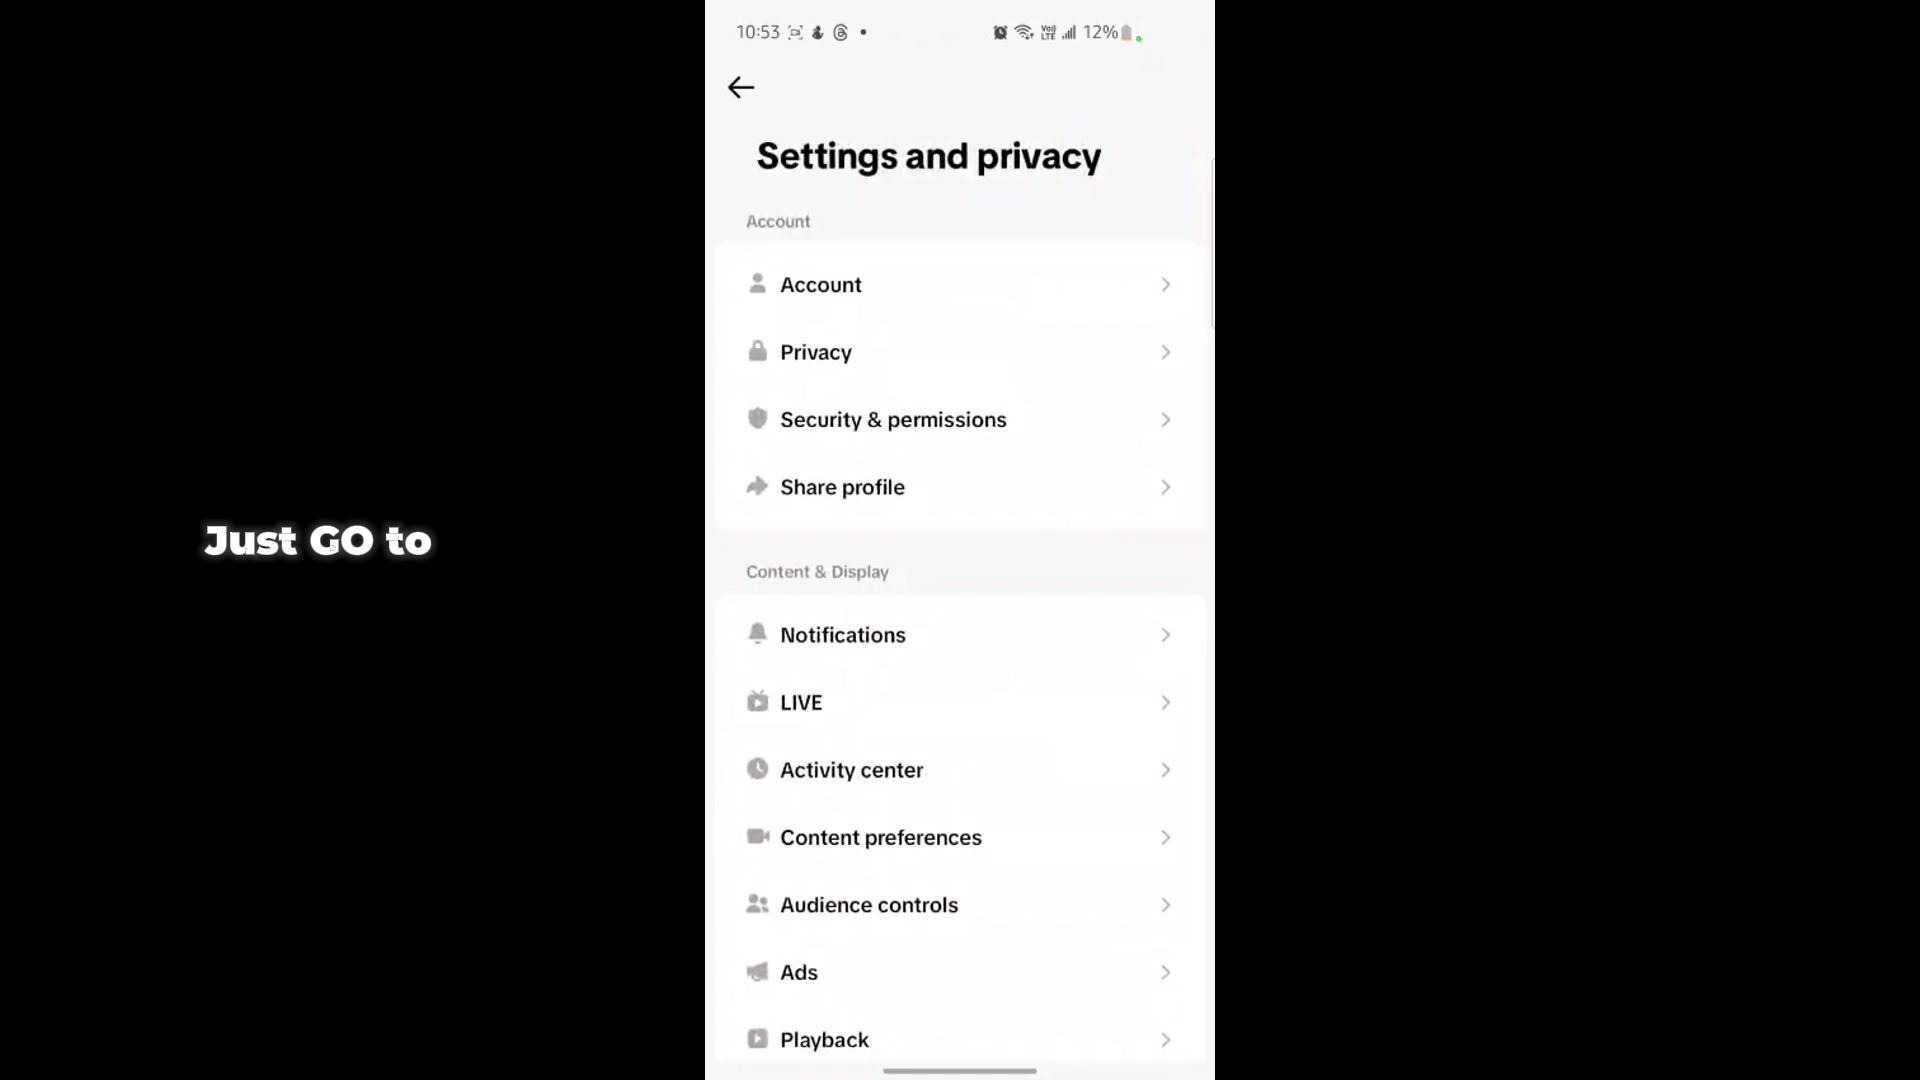 10:53 12%
Settings and privacy
Account
Account
Privacy
Security & permissions
Share profile
Just GO to
Content & Display
Notifications
LIVE
Activity center
Content preferences
Audience controls
Ads
Playback